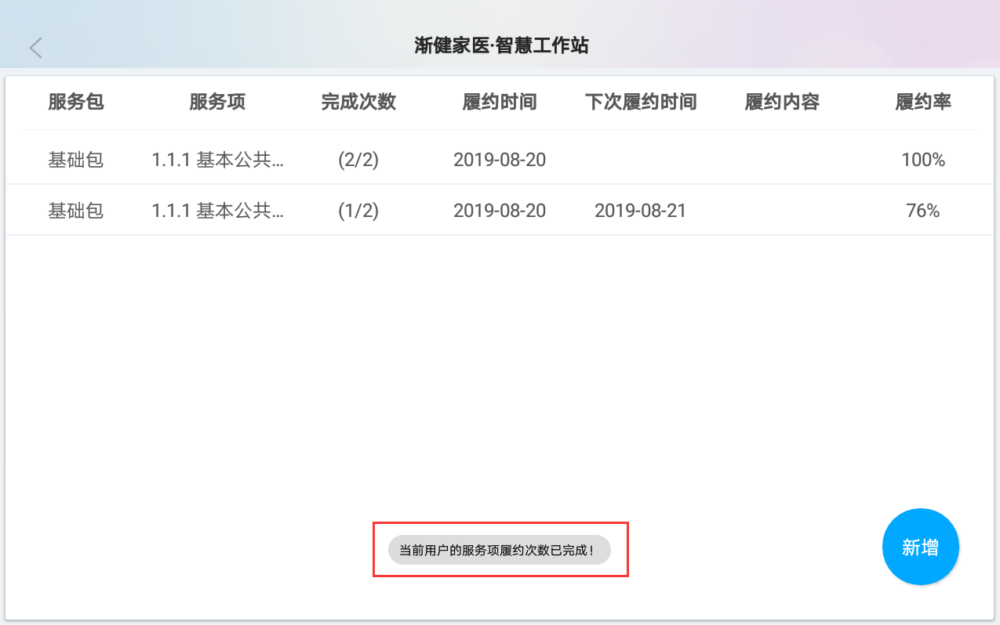 渐健家医·智慧工作站
服务包 服务项 完成次数 履约时间 下次履约时间 履约内容 履约率
基础包 1.1.1 基本公共... (2/2) 2019-08-20 100%
基础包 1.1.1 基本公共... (1/2) 2019-08-20 2019-08-21 76%
当前用户的服务项履约次数已完成！
新增